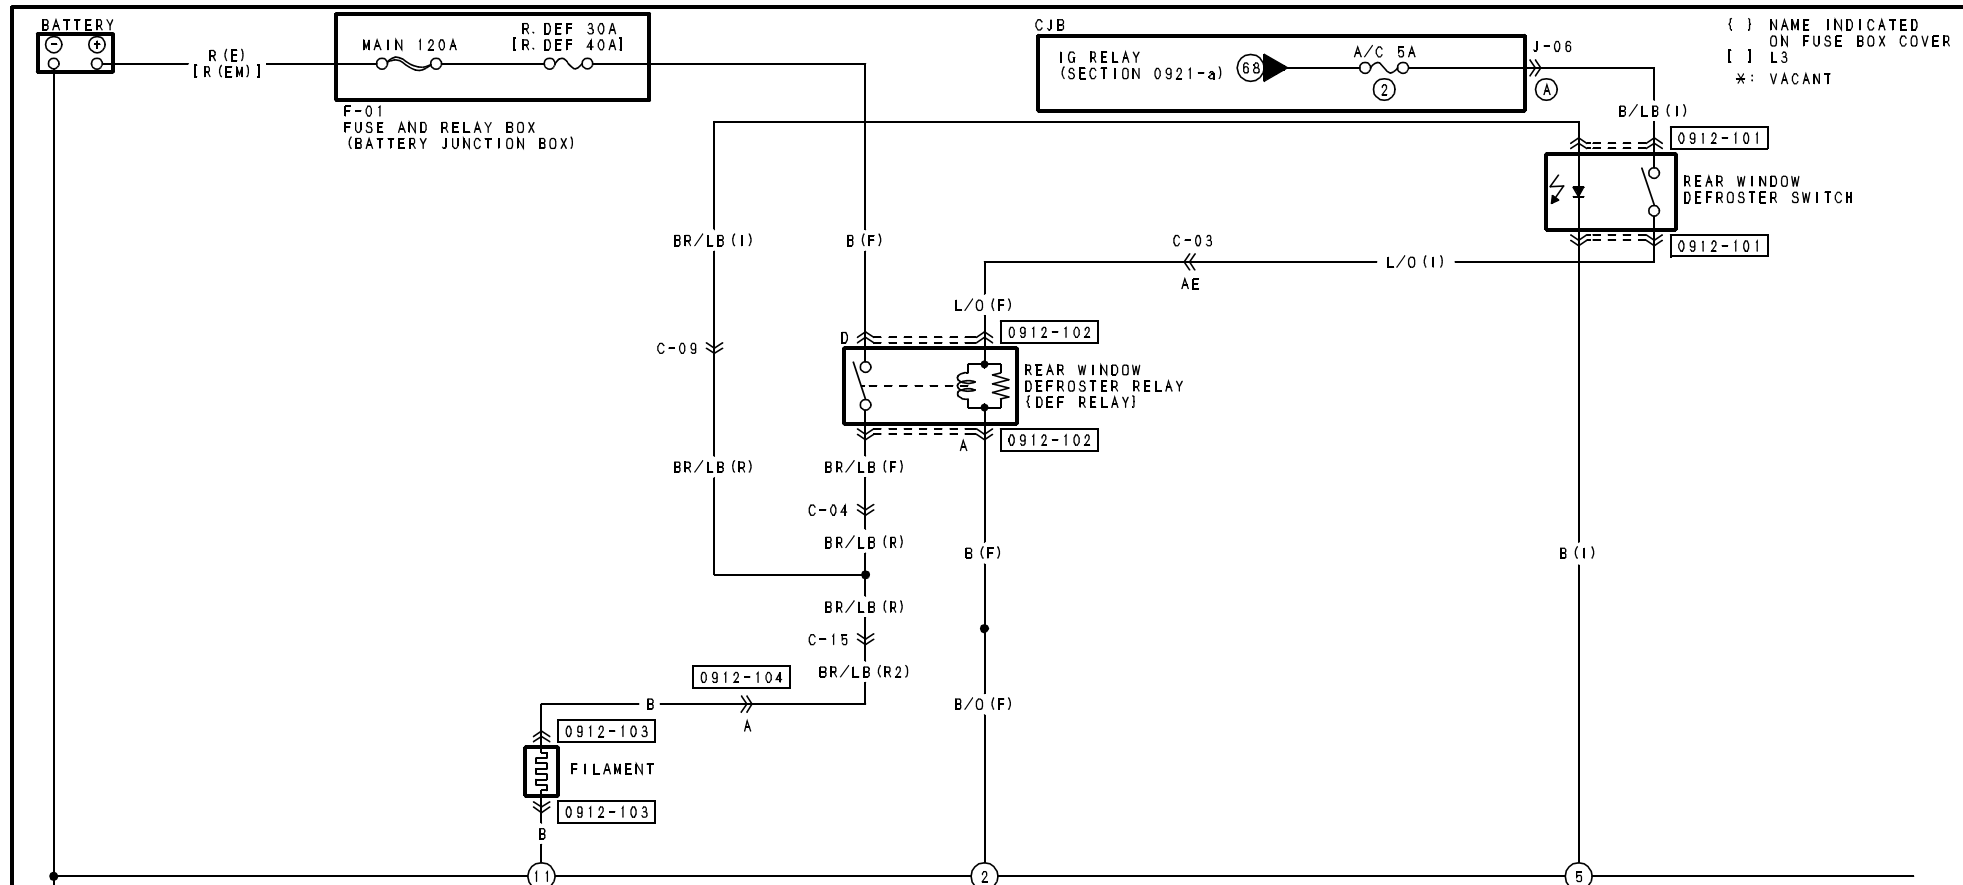 BATTERY
- +
R(E)
[R(EM)]
MAIN 120A
R. DEF 30A
[R. DEF 40A]
F-01
FUSE AND RELAY BOX
(BATTERY JUNCTION BOX)
CJB
IG RELAY
(SECTION 0921-a)
68
A/C 5A
2
J-06
A
{ } NAME INDICATED
ON FUSE BOX COVER
[ ] L3
*: VACANT
B/LB(I)
0912-101
REAR WINDOW
DEFROSTER SWITCH
0912-101
BR/LB(I)
B(F)
C-03
AE
L/O(I)
L/O(F)
D
0912-102
C-09
REAR WINDOW
DEFROSTER RELAY
{DEF RELAY}
A
0912-102
BR/LB(R)
BR/LB(F)
C-04
BR/LB(R)
B(F)
B(I)
BR/LB(R)
C-15
0912-104
BR/LB(R2)
B
A
B/O(F)
0912-103
FILAMENT
0912-103
B
11
2
5